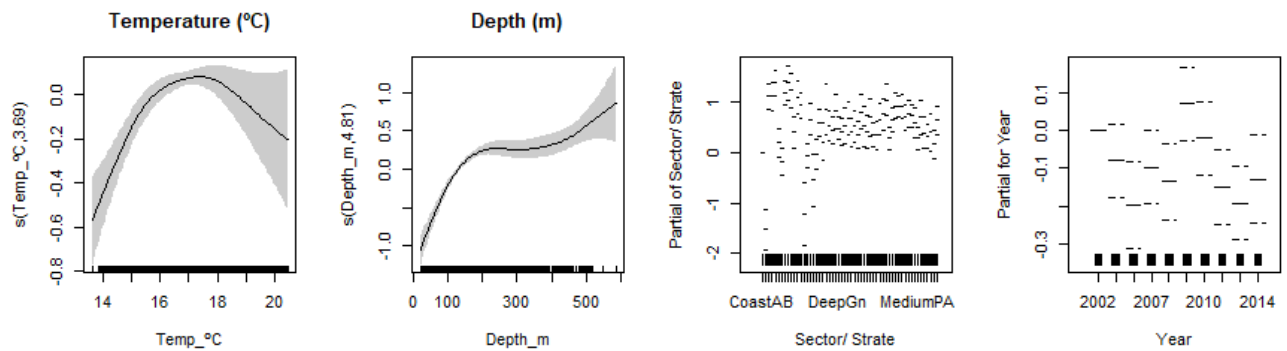 Temperature (ºC)
s(Temp_ºC,3.69)
0.0
-0.2
-0.4
-0.6
-0.8
14 16 18 20
Temp_ºC
Depth (m)
s(Depth_m,4.81)
1.0
0.5
0.0
-1.0
0 100 300 500
Depth_m
Partial of Sector/ Strate
1
0
-1
-2
CoastAB DeepGn MediumPA
Sector/ Strate
Partial for Year
0.1
0.0
-0.1
-0.3
2002 2007 2010 2014
Year